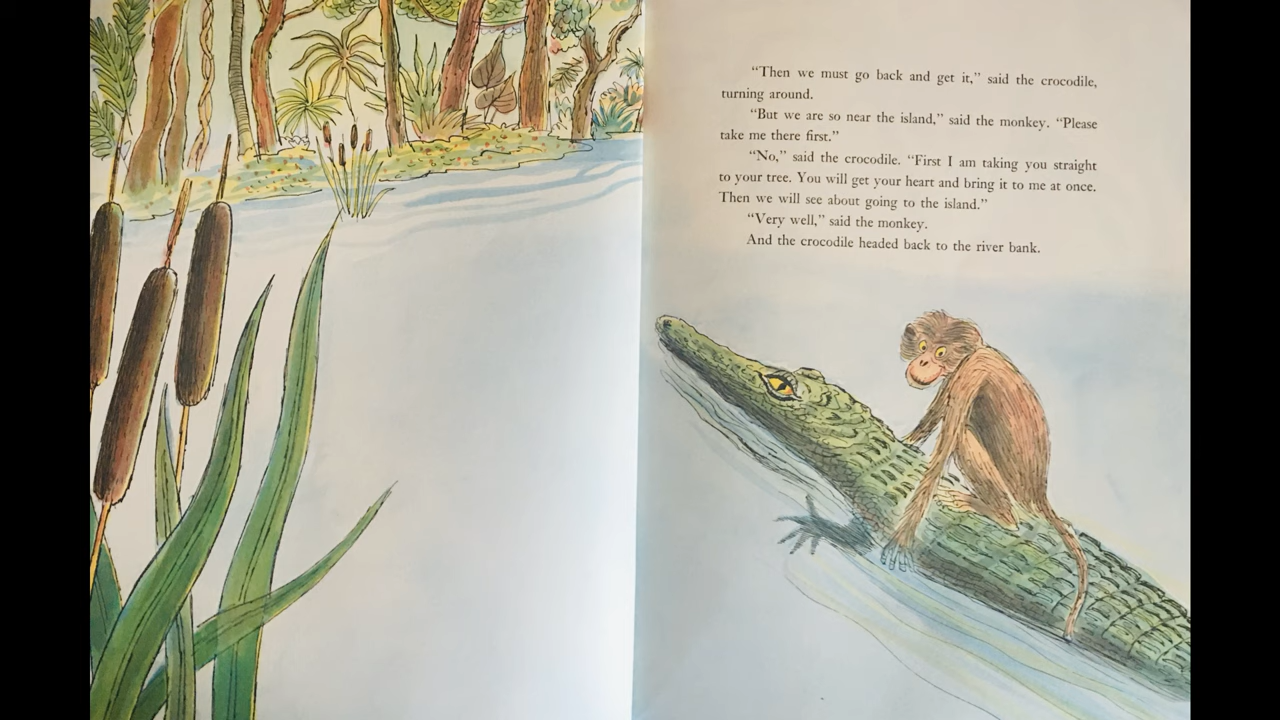 “Then we must go back and get it,” said the crocodile,
turning around.
“But we are so near the island,” said the monkey. “Please
take me there first.”
“No,” said the crocodile. “First I am taking you straight
to your tree. You will get your heart and bring it to me at once.
Then we will see about going to the island.”
“Very well,” said the monkey.
And the crocodile headed back to the river bank.